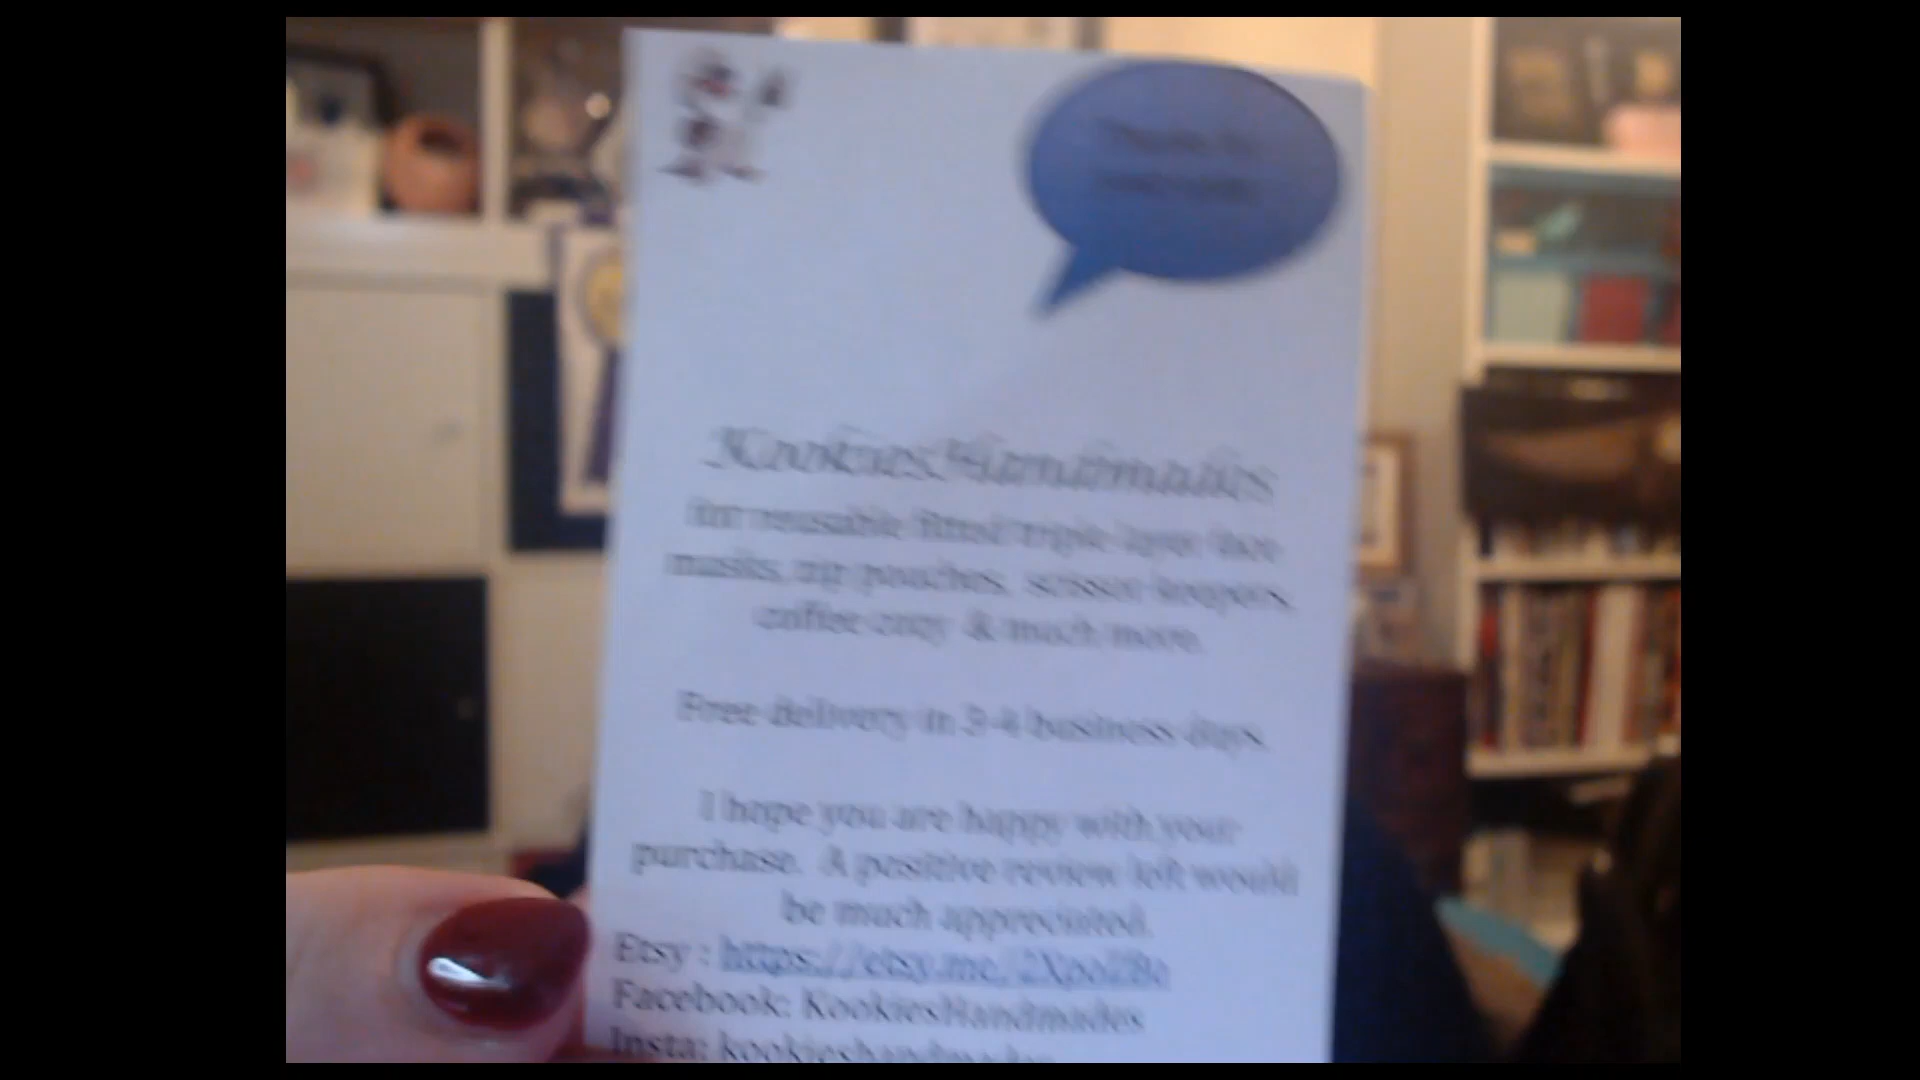 KookiesHandmades
for reusable fitted triple layer face
masks, zip pouches, scissor keepers,
coffee cozy & much more.
Free delivery in 3-4 business days.
I hope you are happy with your
purchase. A positive review left would
be much appreciated.
Etsy :
Facebook: KookiesHandmades
Insta: kookieshandmades